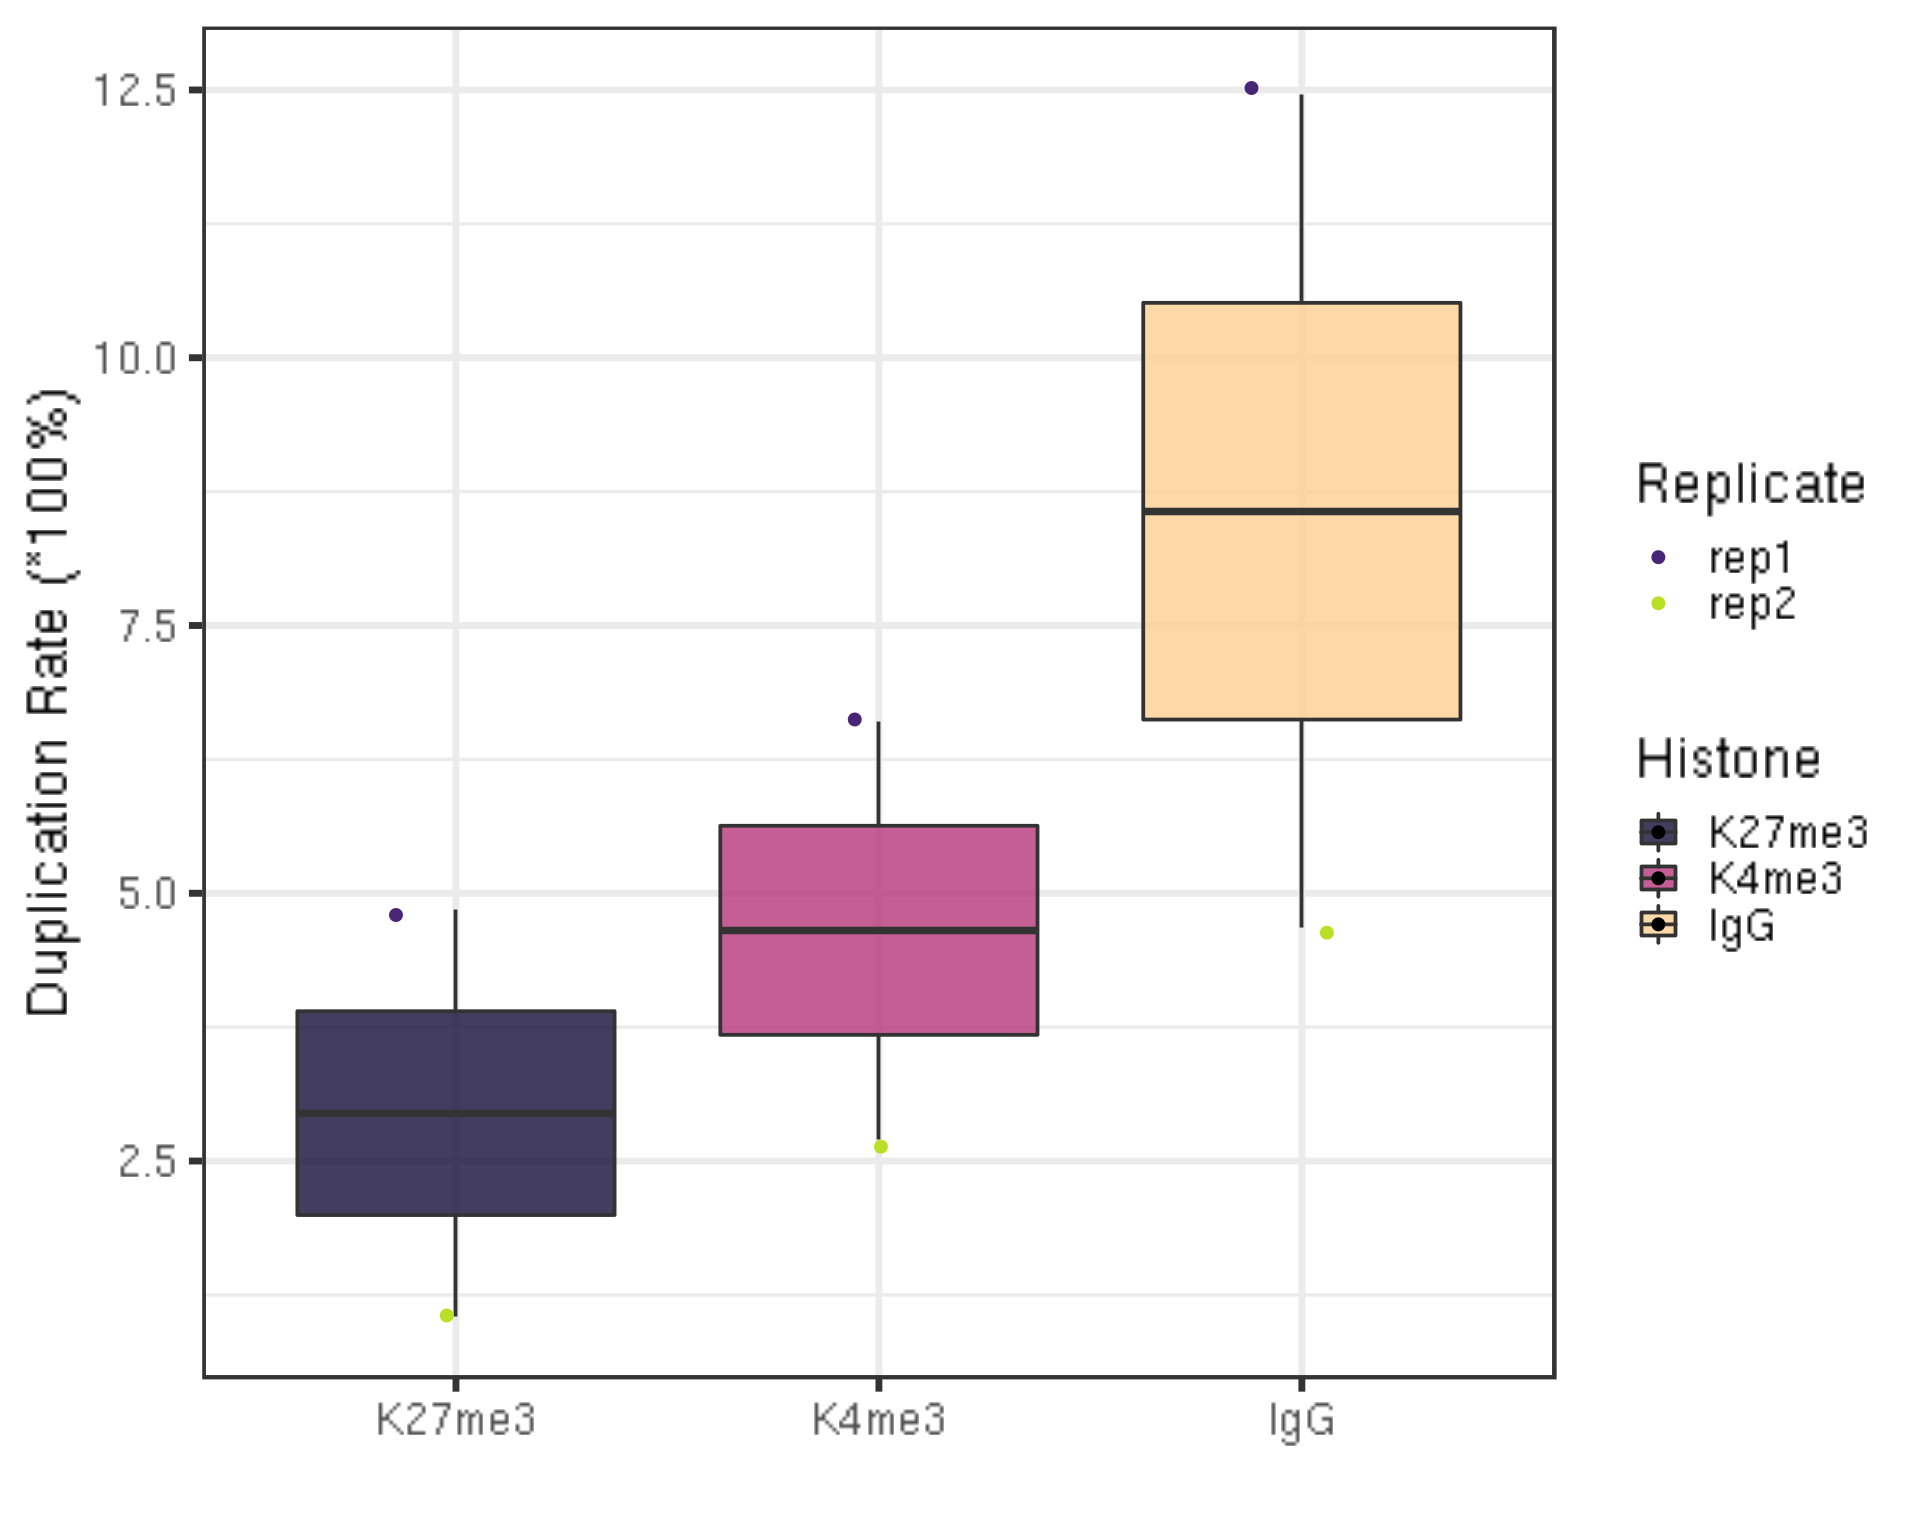 Duplication Rate (*100%)
12.5
10.0
7.5
5.0
2.5
K27me3
K4me3
IgG
Replicate
rep1
rep2
Histone
K27me3
K4me3
IgG